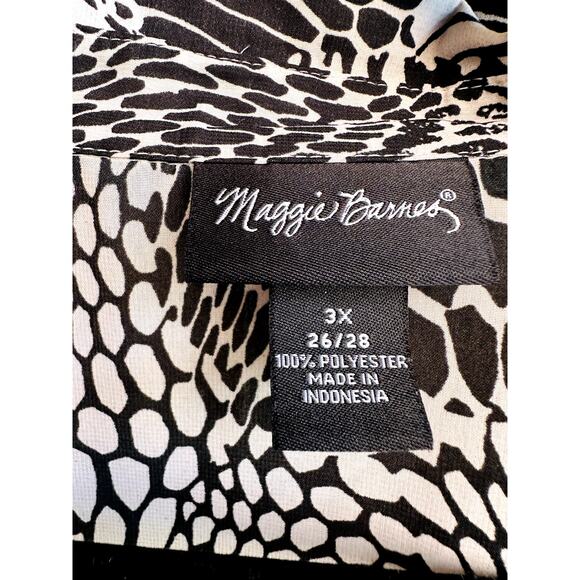 Maggie Barnes®
3X
26/28
100% POLYESTER
MADE IN
INDONESIA